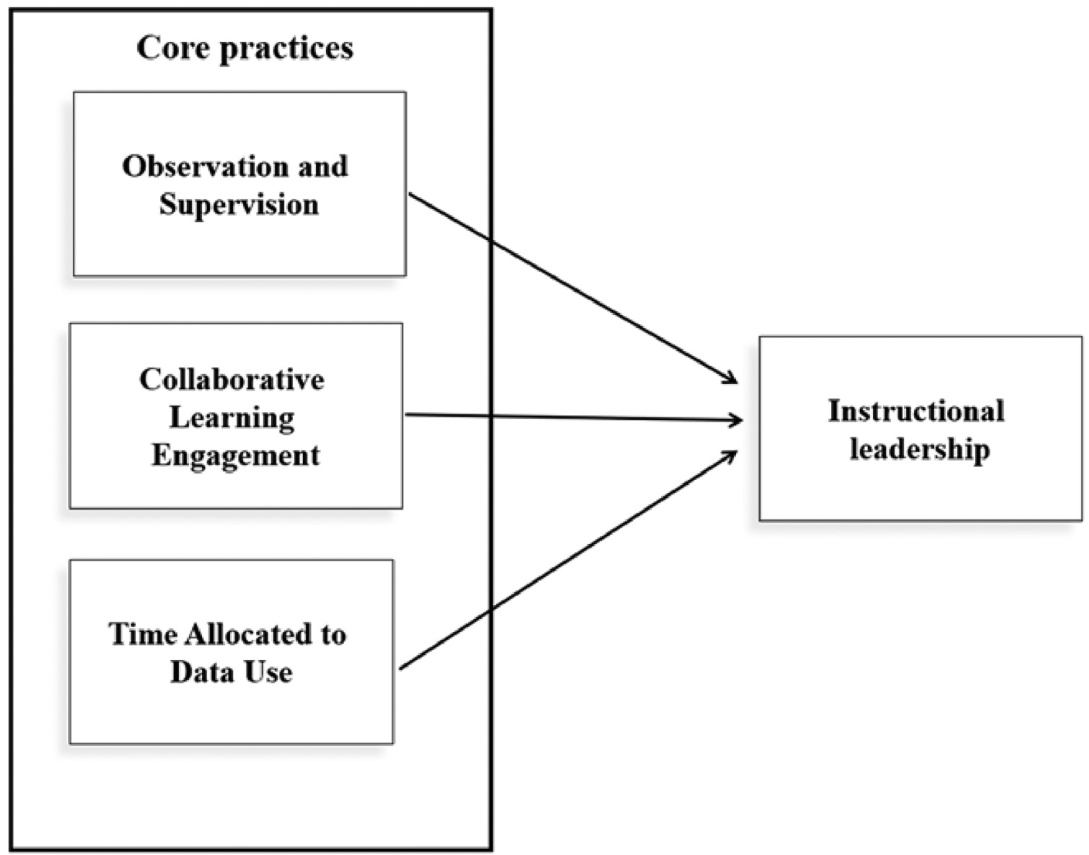 Core practices
Observation and
Supervision
Collaborative
Learning
Engagement
Time Allocated to
Data Use
Instructional
leadership